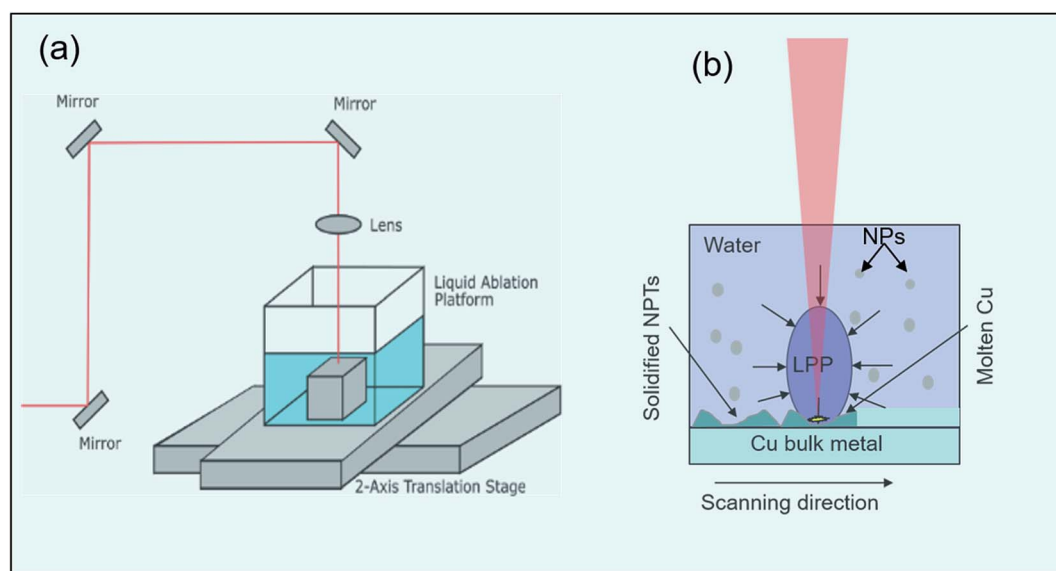 (a)
Mirror
Mirror
Lens
Liquid Ablation
Platform
Mirror
2-Axis Translation Stage
(b)
Water
NPs
Solidified NPTs
LPP
Molten Cu
Cu bulk metal
Scanning direction